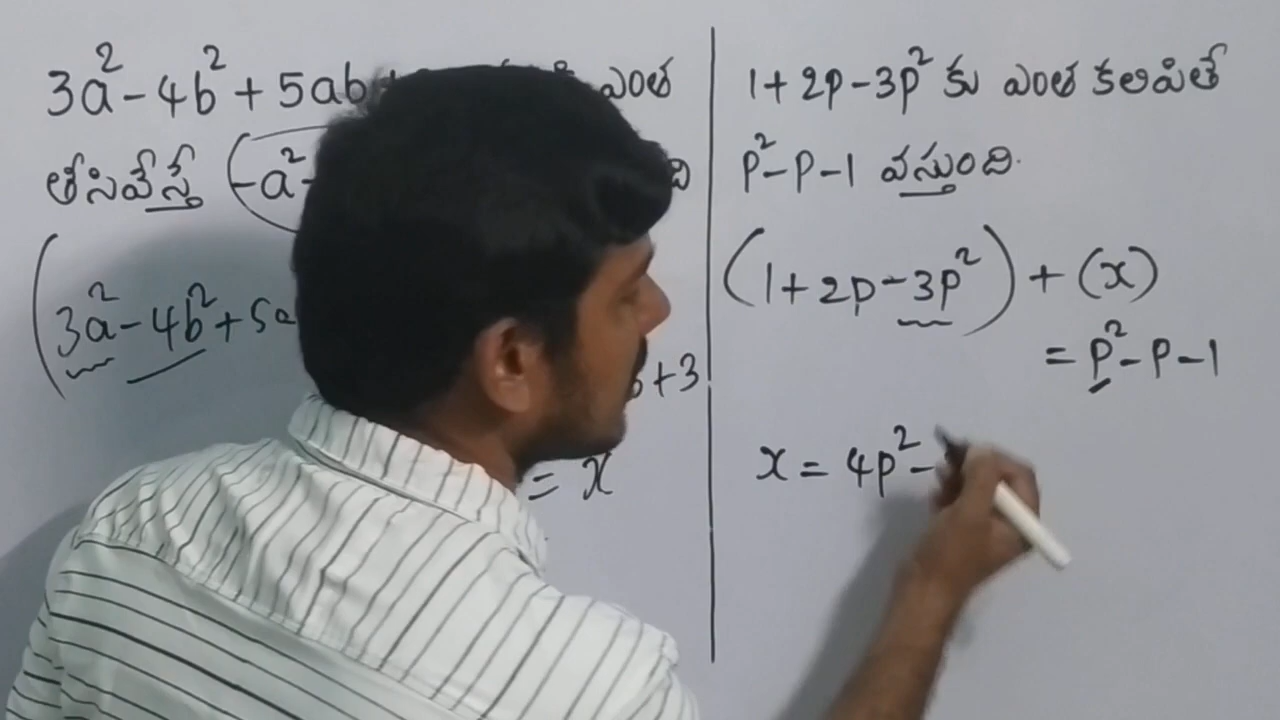 3a² - 4b² + 5ab ఎంత
తీసివేస్తే (-a² -
(3a² - 4b² + 5a
+ 3
= x
1 + 2p - 3p² కు ఎంత కలిపితే
p² - p - 1 వస్తుంది.
(1 + 2p - 3p²) + (x)
= p² - p - 1
x = 4p² -